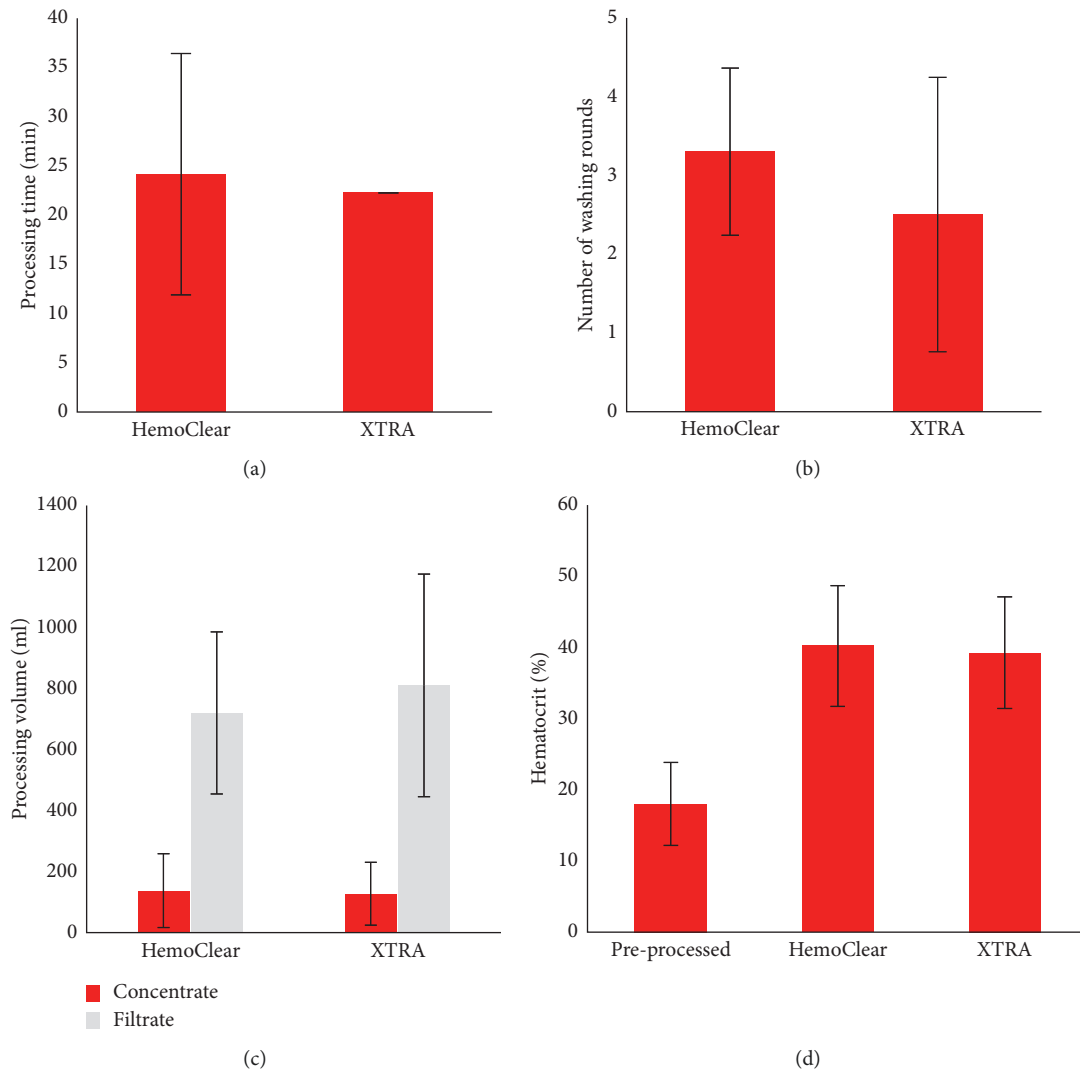 Processing time (min)
40
35
30
25
20
15
10
5
0
HemoClear XTRA
(a)
Number of washing rounds
5
4
3
2
1
0
HemoClear XTRA
(b)
Processing volume (ml)
1400
1200
1000
800
600
400
200
0
HemoClear XTRA
Concentrate
Filtrate
(c)
Hematocrit (%)
60
50
40
30
20
10
0
Pre-processed HemoClear XTRA
(d)